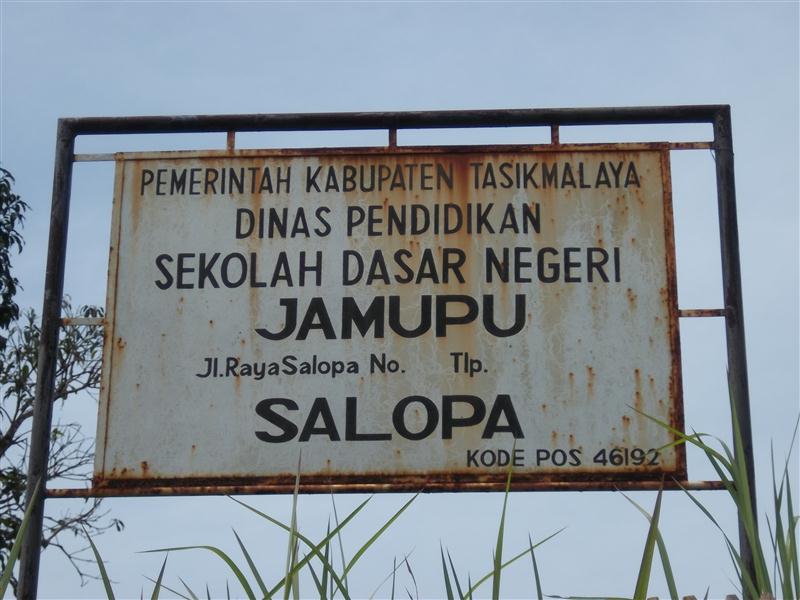 PEMERINTAH KABUPATEN TASIKMALAYA
DINAS PENDIDIKAN
SEKOLAH DASAR NEGERI
JAMUPU
Jl.RayaSalopa No. Tlp.
SALOPA
KODE POS 46192